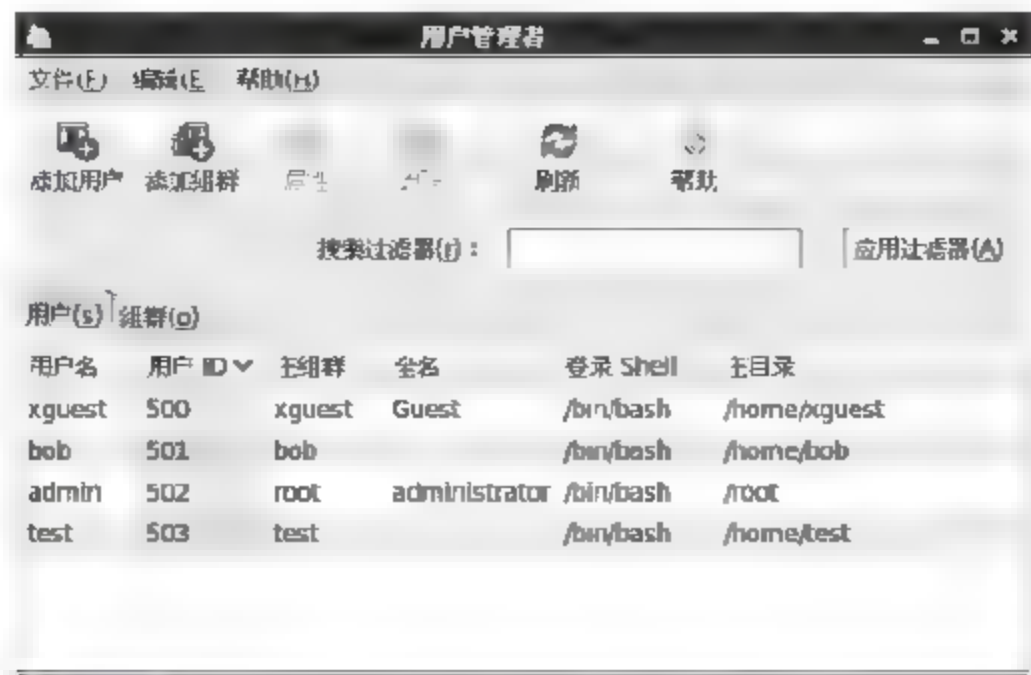 用户管理者
文件(F) 编辑(E 帮助(H)
添加用户 添加组群 属性 刷新 帮助
搜索过滤器(r): 应用过滤器(A)
用户(s) 组群(o)
用户名 用户 ID 主组群 全名 登录 Shell 主目录
xguest 500 xguest Guest /bin/bash /home/xguest
bob 501 bob /bin/bash /home/bob
admin 502 root administrator /bin/bash /root
test 503 test /bin/bash /home/test